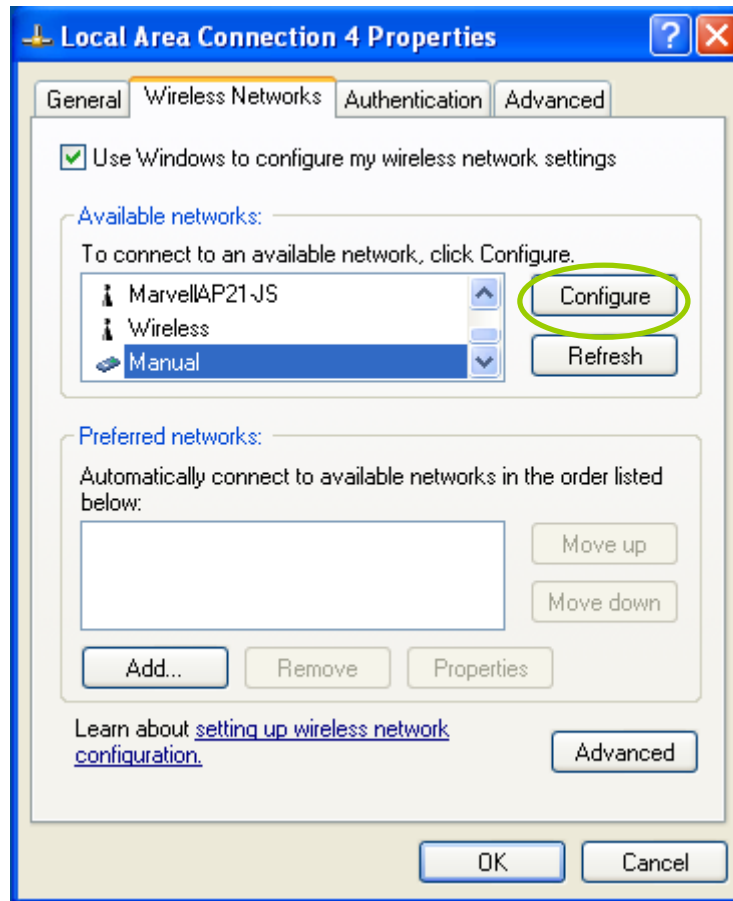 Local Area Connection 4 Properties
General Wireless Networks Authentication Advanced
Use Windows to configure my wireless network settings
Available networks:
To connect to an available network, click Configure.
MarvellAP21-JS
Wireless
Manual
Configure
Refresh
Preferred networks:
Automatically connect to available networks in the order listed
below:
Move up
Move down
Add... Remove Properties
Learn about setting up wireless network
configuration.
Advanced
OK Cancel